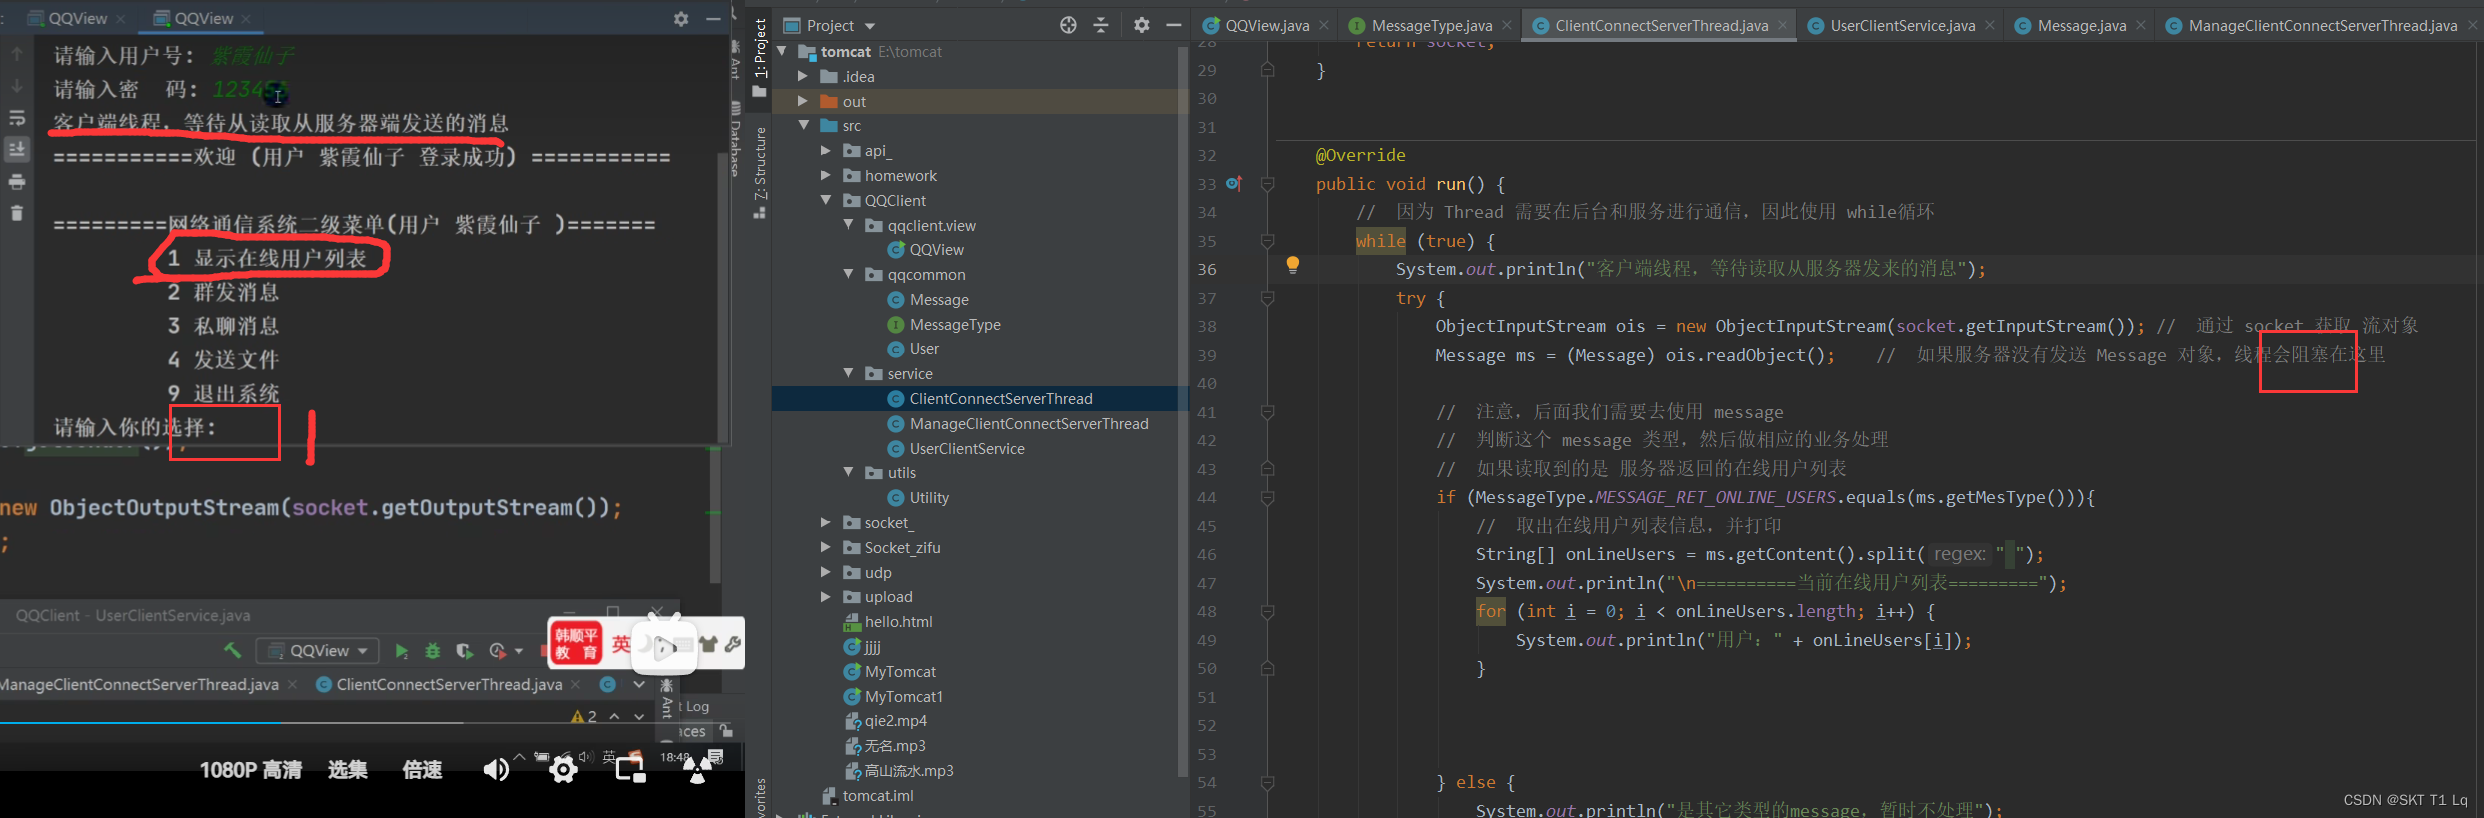 QQView
QQView
请输入用户号：紫霞仙子
请输入密　码：123456
客户端线程，等待从读取从服务器端发送的消息
===========欢迎 (用户 紫霞仙子 登录成功) ===========
=========网络通信系统二级菜单(用户 紫霞仙子 )=======
1 显示在线用户列表
2 群发消息
3 私聊消息
4 发送文件
9 退出系统
请输入你的选择：
new ObjectOutputStream(socket.getOutputStream());
;
QQClient - UserClientService.java
QQView
韩顺平
教 育
英
ManageClientConnectServerThread.java
ClientConnectServerThread.java
2
t Log
aces
Ant
英
18:48
1080P 高清
选集
倍速
Ant
Database
1: Project
Z: Structure
vorites
Project
tomcat E:\tomcat
.idea
out
src
api_
homework
QQClient
qqclient.view
QQView
qqcommon
Message
MessageType
User
service
ClientConnectServerThread
ManageClientConnectServerThread
UserClientService
utils
Utility
socket_
Socket_zifu
udp
upload
hello.html
jjjj
MyTomcat
MyTomcat1
qie2.mp4
无名.mp3
高山流水.mp3
tomcat.iml
QQView.java
MessageType.java
ClientConnectServerThread.java
UserClientService.java
Message.java
ManageClientConnectServerThread.java
28 return socket;
29 }
30
31
32 @Override
33 public void run() {
34 // 因为 Thread 需要在后台和服务进行通信，因此使用 while循环
35 while (true) {
36 System.out.println("客户端线程，等待读取从服务器发来的消息");
37 try {
38 ObjectInputStream ois = new ObjectInputStream(socket.getInputStream()); // 通过 socket 获取 流对象
39 Message ms = (Message) ois.readObject(); // 如果服务器没有发送 Message 对象，线程会阻塞在这里
40
41 // 注意，后面我们需要去使用 message
42 // 判断这个 message 类型，然后做相应的业务处理
43 // 如果读取到的是 服务器返回的在线用户列表
44 if (MessageType.MESSAGE_RET_ONLINE_USERS.equals(ms.getMesType())){
45 // 取出在线用户列表信息，并打印
46 String[] onLineUsers = ms.getContent().split( regex: " ");
47 System.out.println("\n==========当前在线用户列表=========");
48 for (int i = 0; i < onLineUsers.length; i++) {
49 System.out.println("用户：" + onLineUsers[i]);
50 }
51
52
53
54 } else {
55 System.out.println("是其它类型的message，暂时不处理");
CSDN @SKT T1 Lq